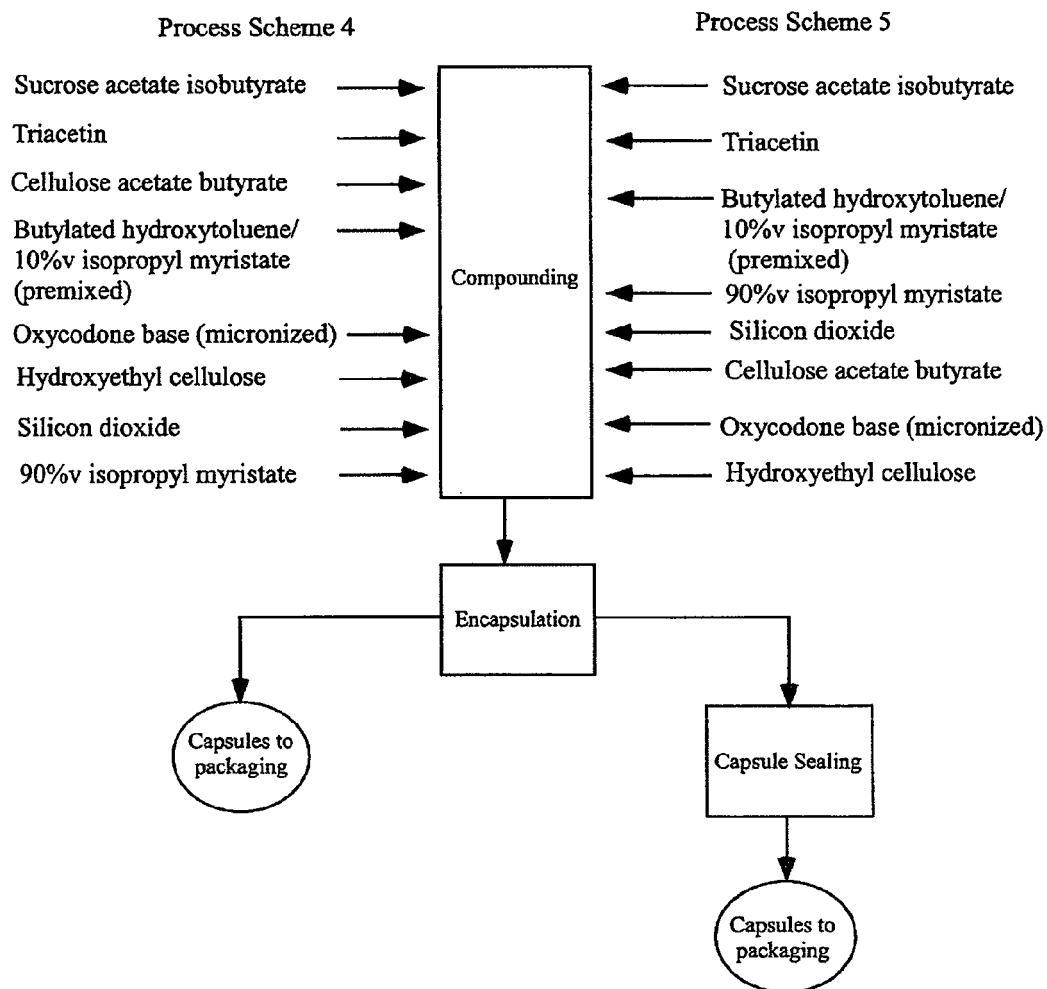 Process Scheme 4
Sucrose acetate isobutyrate
Triacetin
Cellulose acetate butyrate
Butylated hydroxytoluene/
10%v isopropyl myristate
(premixed)
Oxycodone base (micronized)
Hydroxyethyl cellulose
Silicon dioxide
90%v isopropyl myristate
Process Scheme 5
Sucrose acetate isobutyrate
Triacetin
Butylated hydroxytoluene/
10%v isopropyl myristate
(premixed)
90%v isopropyl myristate
Silicon dioxide
Cellulose acetate butyrate
Oxycodone base (micronized)
Hydroxyethyl cellulose
Compounding
Encapsulation
Capsules to
packaging
Capsule Sealing
Capsules to
packaging